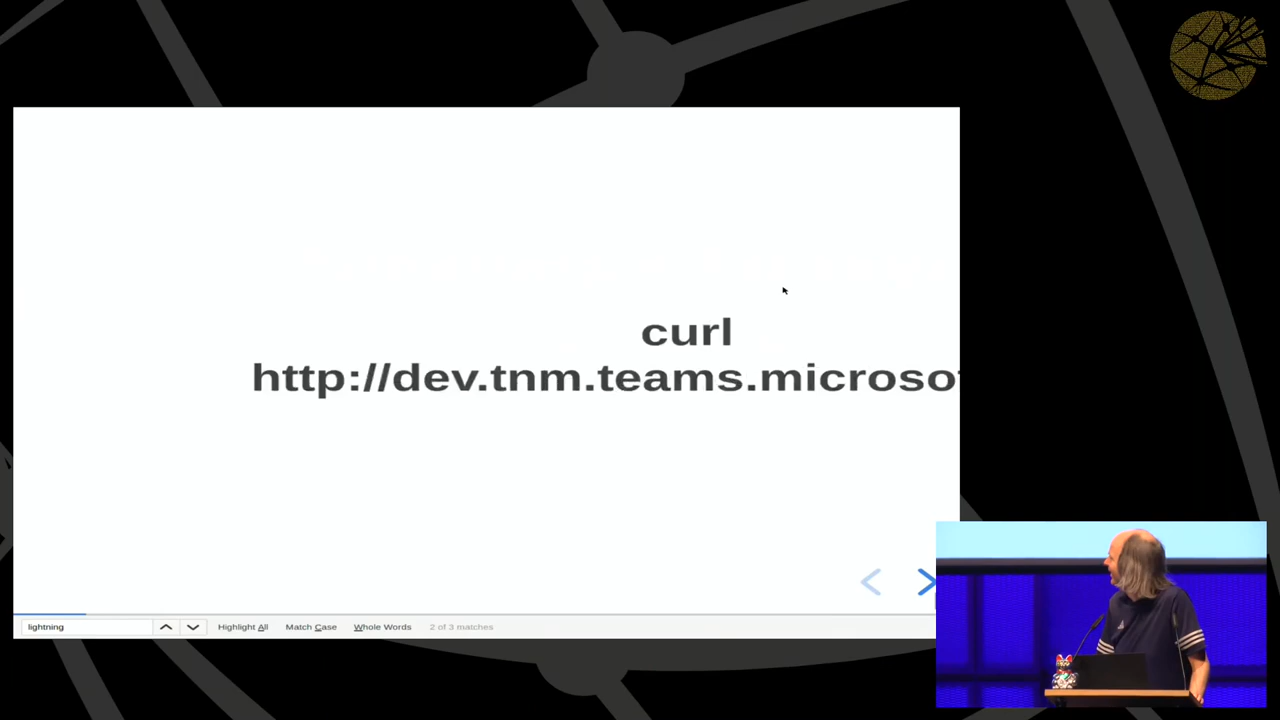 curl
http://dev.tnm.teams.microso
lightning
Highlight All
Match Case
Whole Words
2 of 3 matches